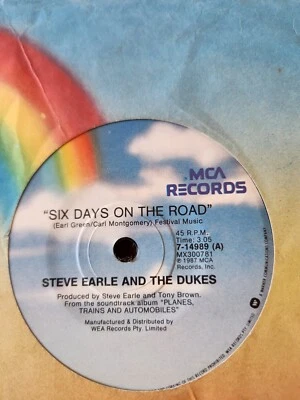 MCA
RECORDS
"SIX DAYS ON THE ROAD"
(Earl Green/Carl Montgomery) Festival Music
45 R.P.M.
Time: 3.05
7-14989 (A)
MX300781
℗ 1987 MCA
Records, Inc.
STEVE EARLE AND THE DUKES
Produced by Steve Earle and Tony Brown.
From the soundtrack album "PLANES,
TRAINS AND AUTOMOBILES"
Manufactured & Distributed by
WEA Records Pty. Limited